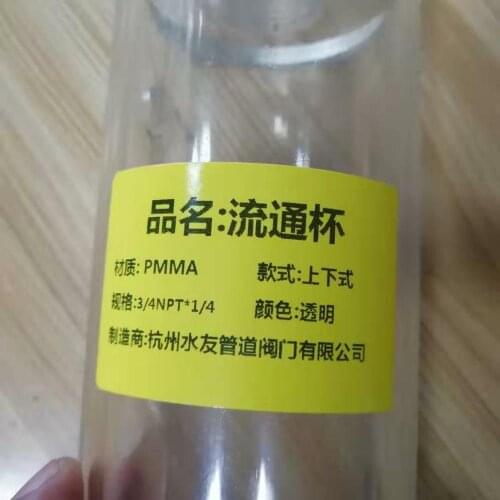 品名:流通杯
材质: PMMA 款式:上下式
规格:3/4NPT*1/4 颜色:透明
制造商:杭州水友管道阀门有限公司